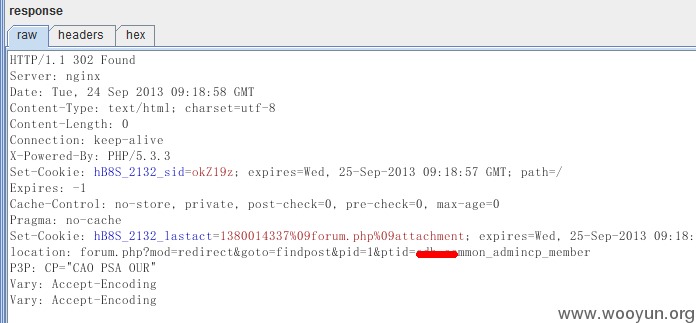 response
raw headers hex
HTTP/1.1 302 Found
Server: nginx
Date: Tue, 24 Sep 2013 09:18:58 GMT
Content-Type: text/html; charset=utf-8
Content-Length: 0
Connection: keep-alive
X-Powered-By: PHP/5.3.3
Set-Cookie: hB8S_2132_sid=okZ19z; expires=Wed, 25-Sep-2013 09:18:57 GMT; path=/
Expires: -1
Cache-Control: no-store, private, post-check=0, pre-check=0, max-age=0
Pragma: no-cache
Set-Cookie: hB8S_2132_lastact=1380014337%09forum.php%09attachment; expires=Wed, 25-Sep-2013 09:18:
location: forum.php?mod=redirect&goto=findpost&pid=1&ptid= mmon_admincp_member
P3P: CP="CAO PSA OUR"
Vary: Accept-Encoding
Vary: Accept-Encoding
www.wooyun.org